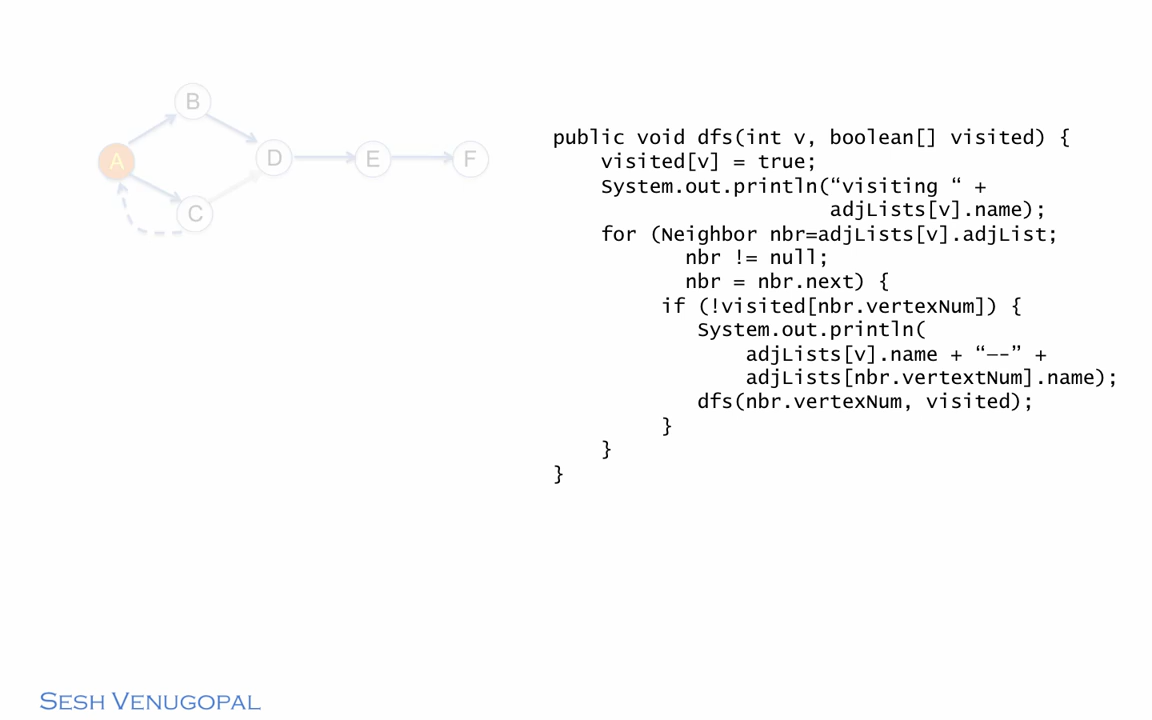 B
A
D
E
F
C
public void dfs(int v, boolean[] visited) {
visited[v] = true;
System.out.println(“visiting “ +
adjLists[v].name);
for (Neighbor nbr=adjLists[v].adjList;
nbr != null;
nbr = nbr.next) {
if (!visited[nbr.vertexNum]) {
System.out.println(
adjLists[v].name + “—-” +
adjLists[nbr.vertextNum].name);
dfs(nbr.vertexNum, visited);
}
}
}
SESH VENUGOPAL